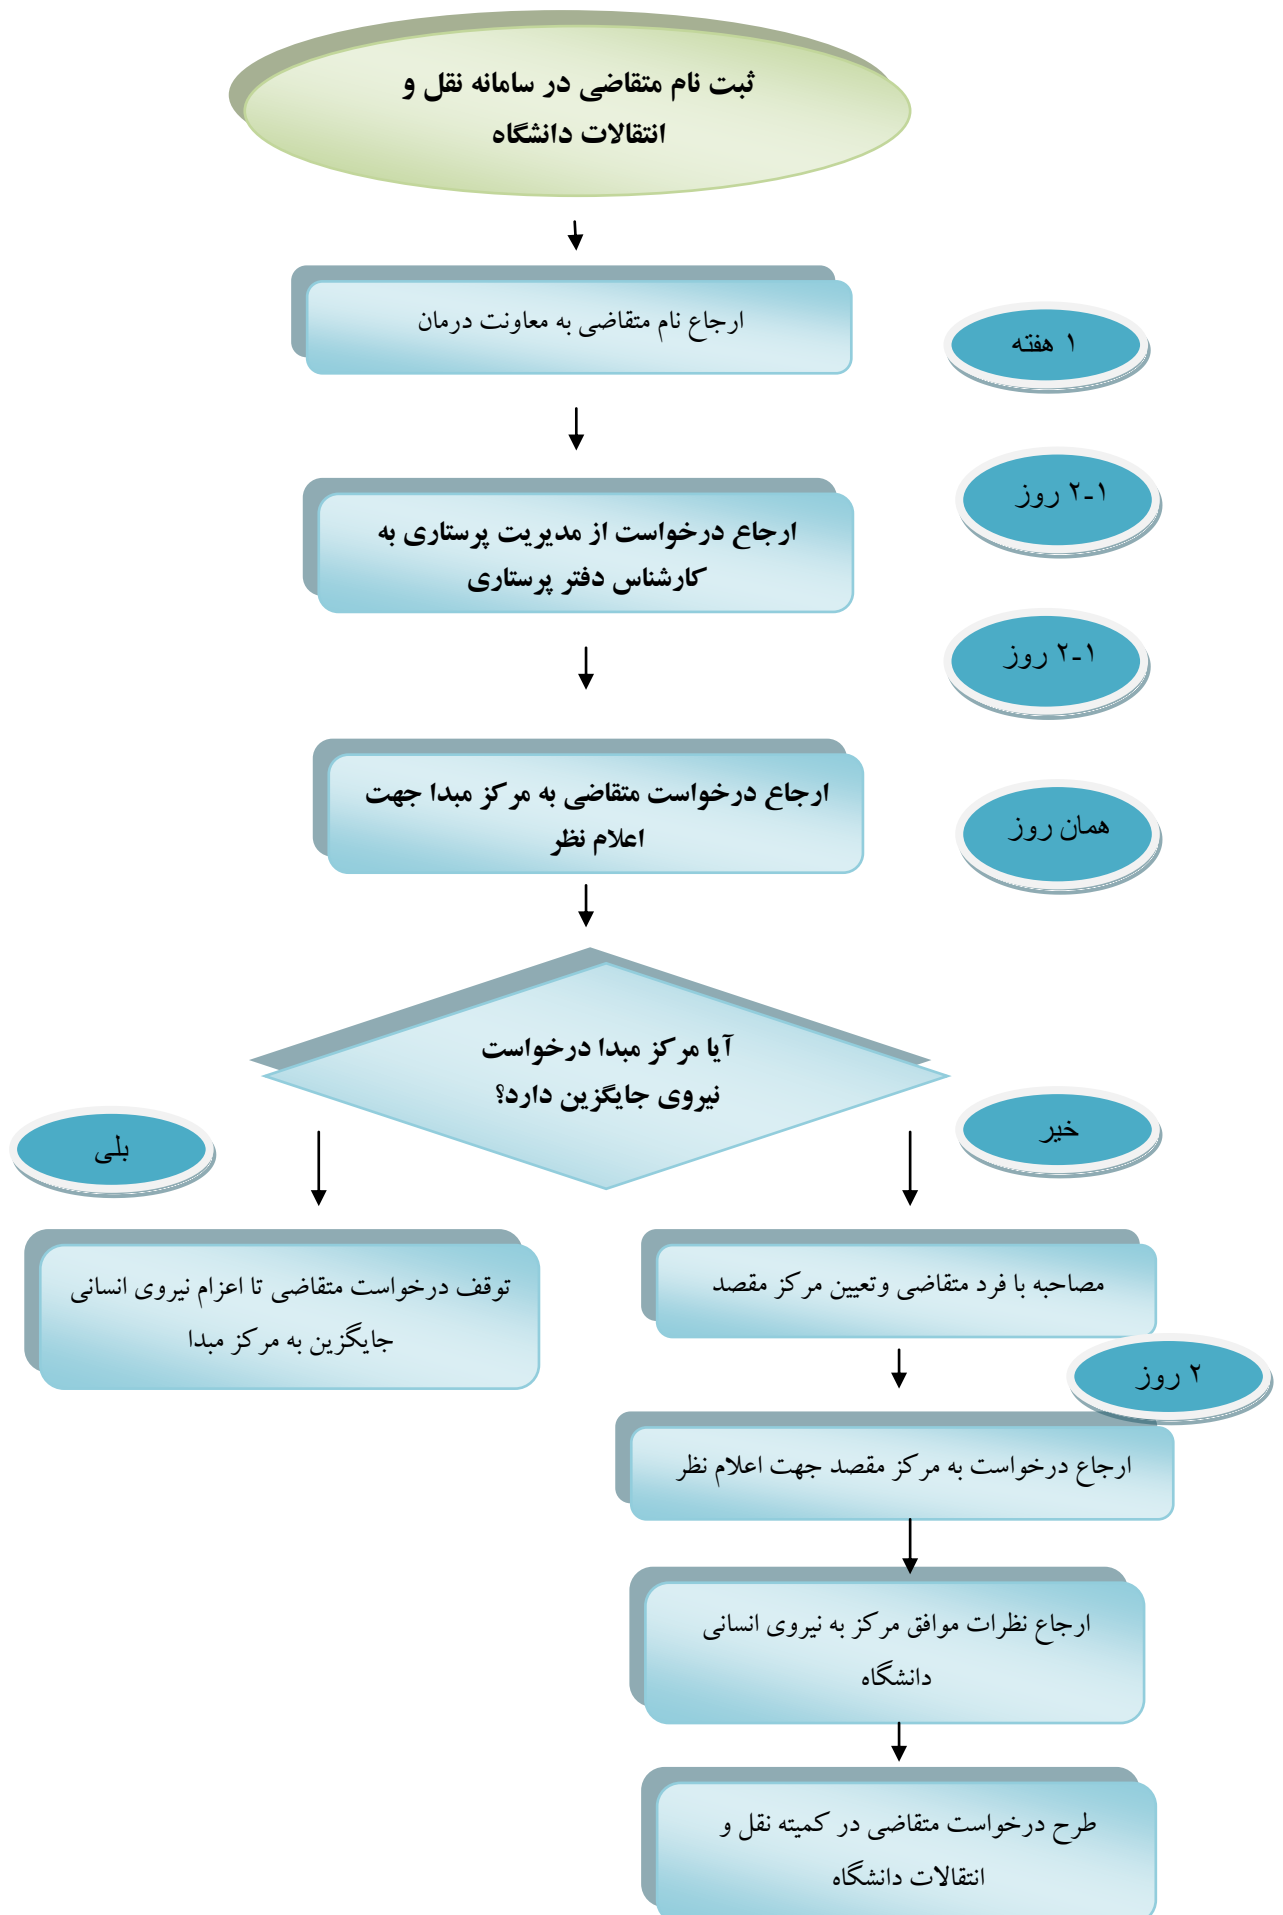 ثبت نام متقاضی در سامانه نقل و
انتقالات دانشگاه
ارجاع نام متقاضی به معاونت درمان
۱ هفته
۲-۱ روز
ارجاع درخواست از مدیریت پرستاری به
کارشناس دفتر پرستاری
۲-۱ روز
ارجاع درخواست متقاضی به مرکز مبدا جهت
اعلام نظر
همان روز
آیا مرکز مبدا درخواست
نیروی جایگزین دارد؟
خیر
بلی
مصاحبه با فرد متقاضی وتعیین مرکز مقصد
توقف درخواست متقاضی تا اعزام نیروی انسانی
جایگزین به مرکز مبدا
۲ روز
ارجاع درخواست به مرکز مقصد جهت اعلام نظر
ارجاع نظرات موافق مرکز به نیروی انسانی
دانشگاه
طرح درخواست متقاضی در کمیته نقل و
انتقالات دانشگاه